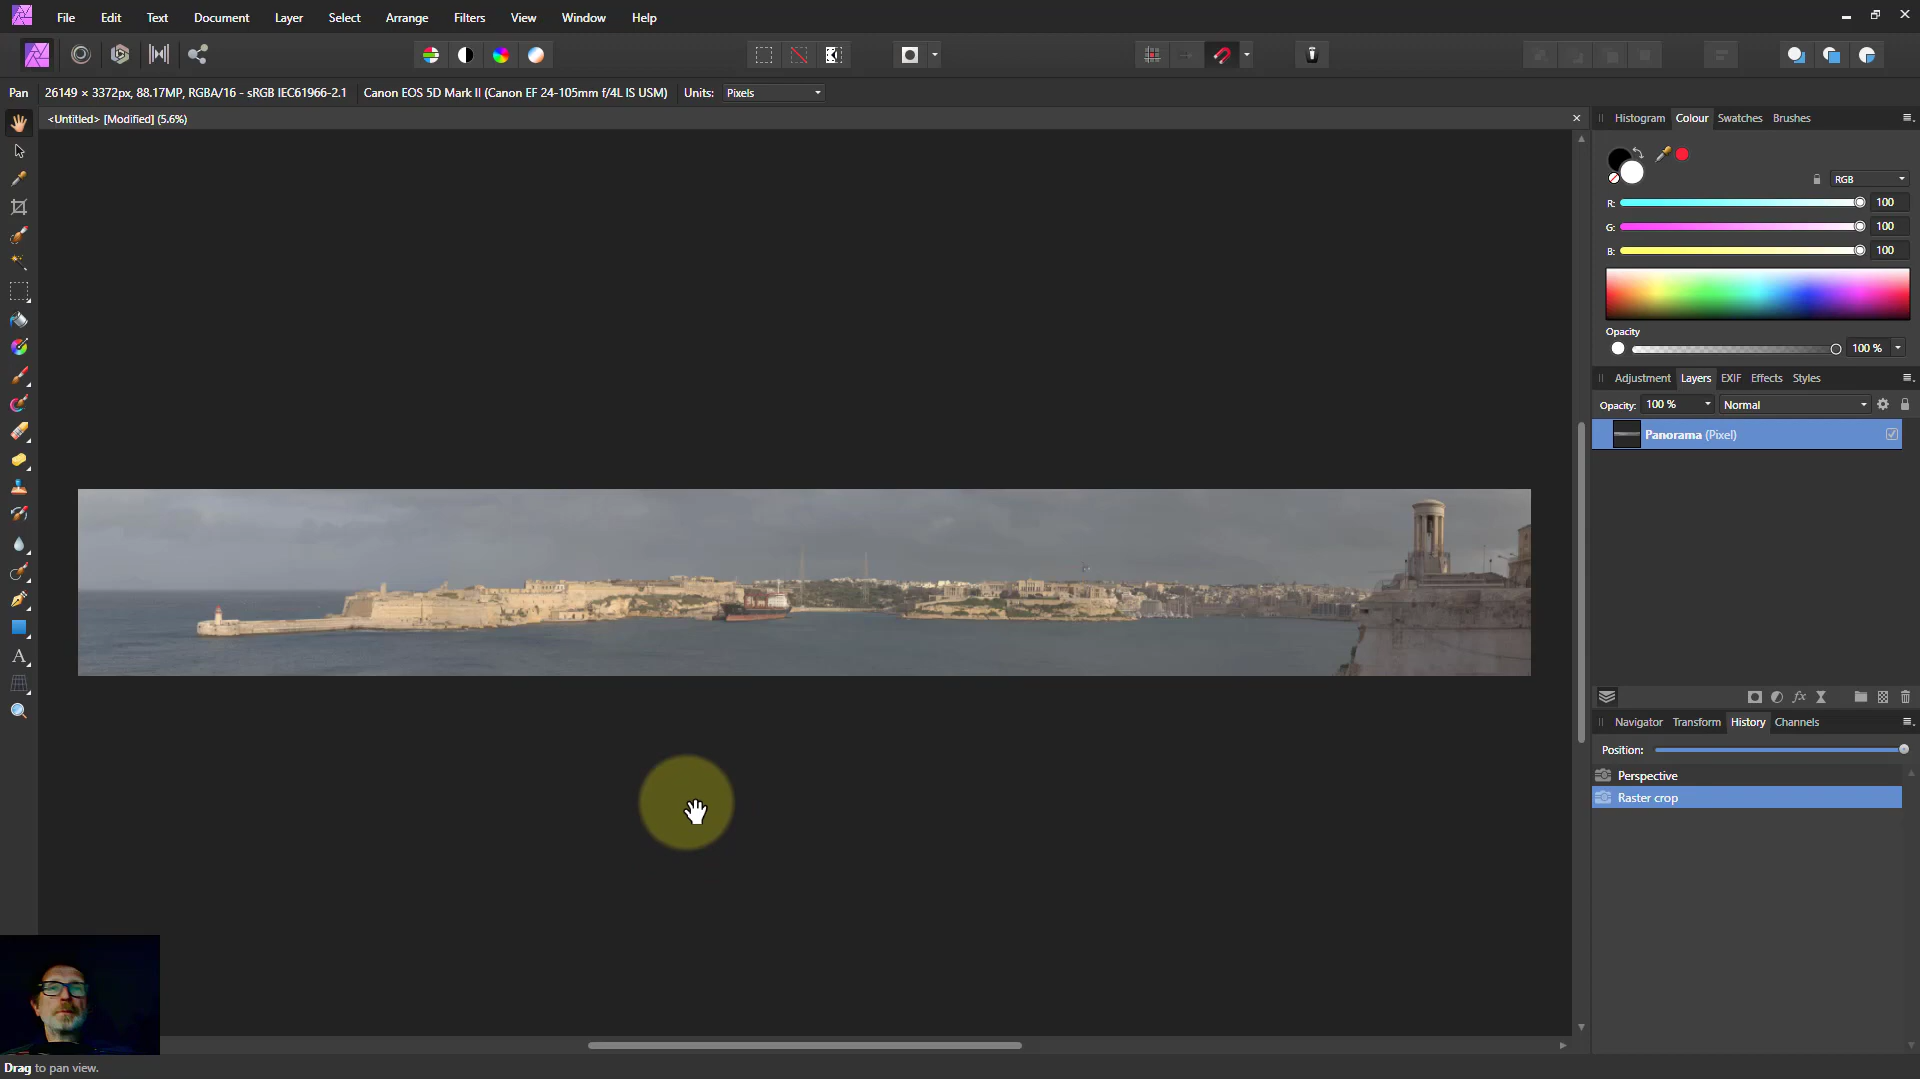 File Edit Text Document Layer Select Arrange Filters View Window Help
Pan 26149 × 3372px, 88.17MP, RGBA/16 - sRGB IEC61966-2.1 Canon EOS 5D Mark II (Canon EF 24-105mm f/4L IS USM) Units: Pixels
<Untitled> [Modified] (5.6%)
Histogram Colour Swatches Brushes
RGB
R: 100
G: 100
B: 100
Opacity
100 %
Adjustment Layers EXIF Effects Styles
Opacity: 100 % Normal
Panorama (Pixel)
fx
Navigator Transform History Channels
Position:
Perspective
Raster crop
A
Drag to pan view.